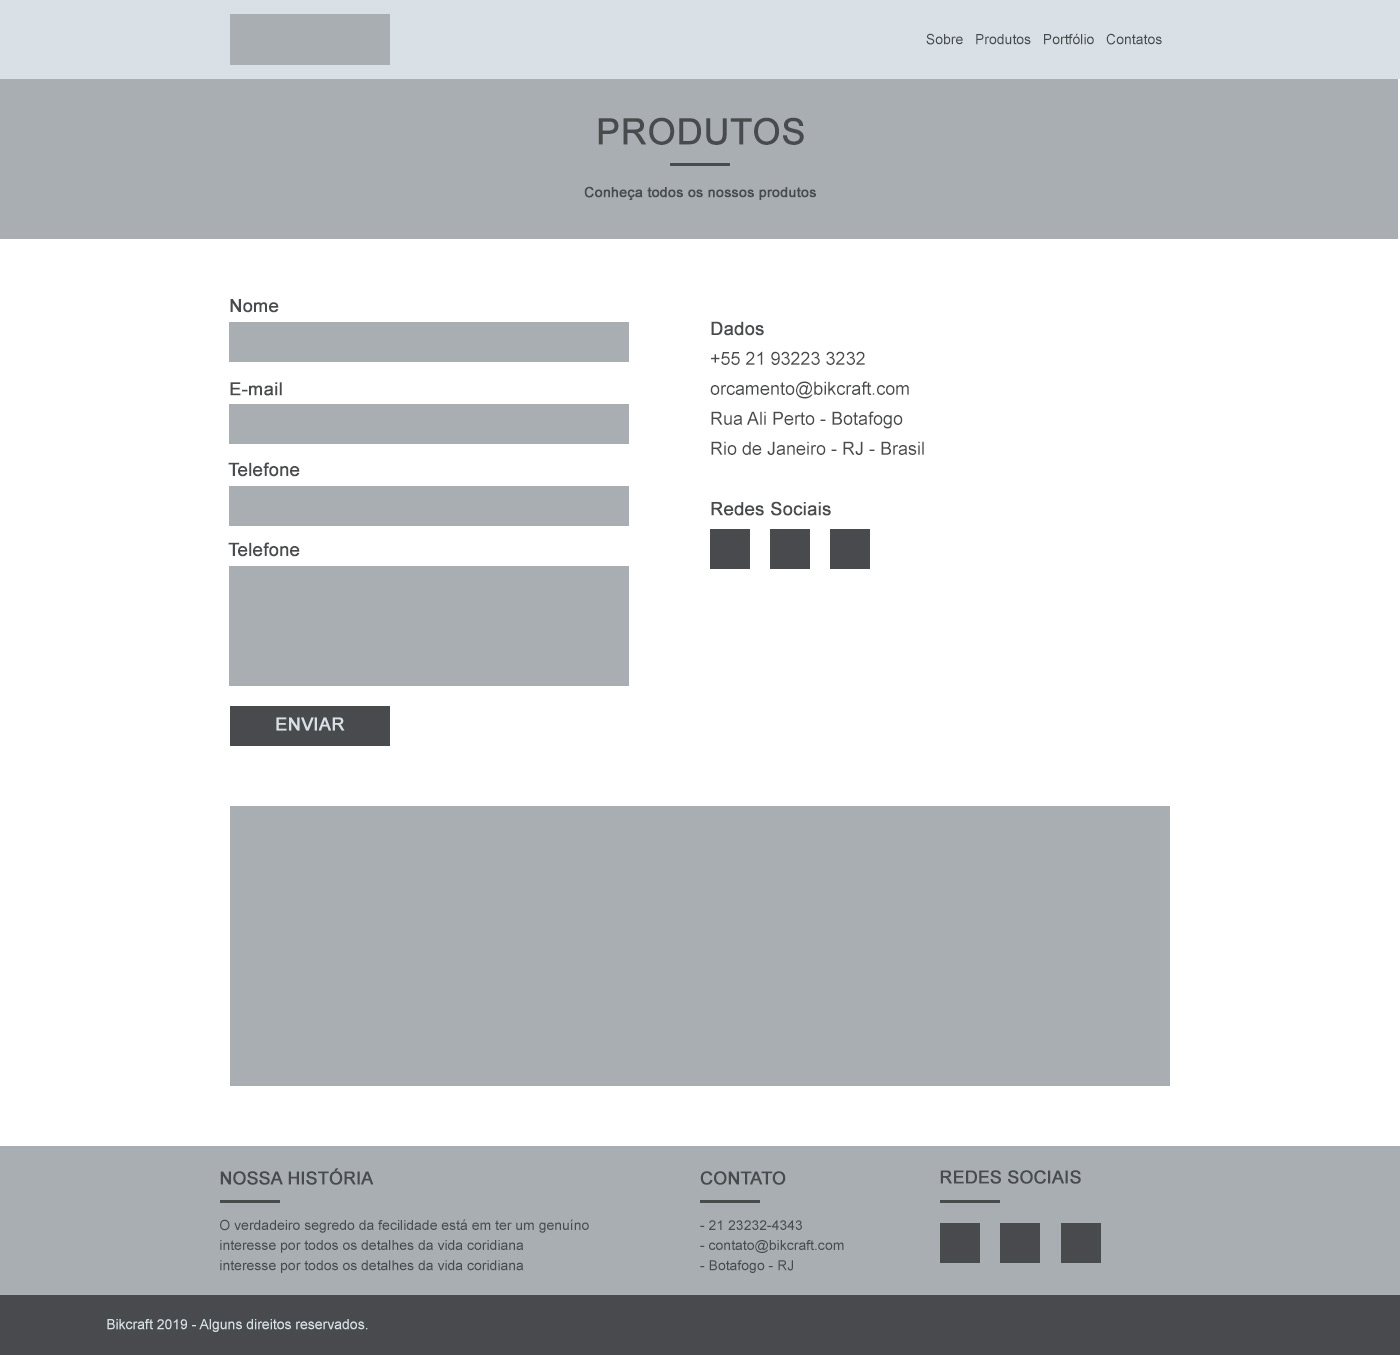 Sobre Produtos Portfólio Contatos
PRODUTOS
Conheça todos os nossos produtos
Nome
E-mail
Telefone
Telefone
ENVIAR
Dados
+55 21 93223 3232
orcamento@bikcraft.com
Rua Ali Perto - Botafogo
Rio de Janeiro - RJ - Brasil
Redes Sociais
NOSSA HISTÓRIA
O verdadeiro segredo da fecilidade está em ter um genuíno
interesse por todos os detalhes da vida coridiana
interesse por todos os detalhes da vida coridiana
CONTATO
- 21 23232-4343
- contato@bikcraft.com
- Botafogo - RJ
REDES SOCIAIS
Bikcraft 2019 - Alguns direitos reservados.